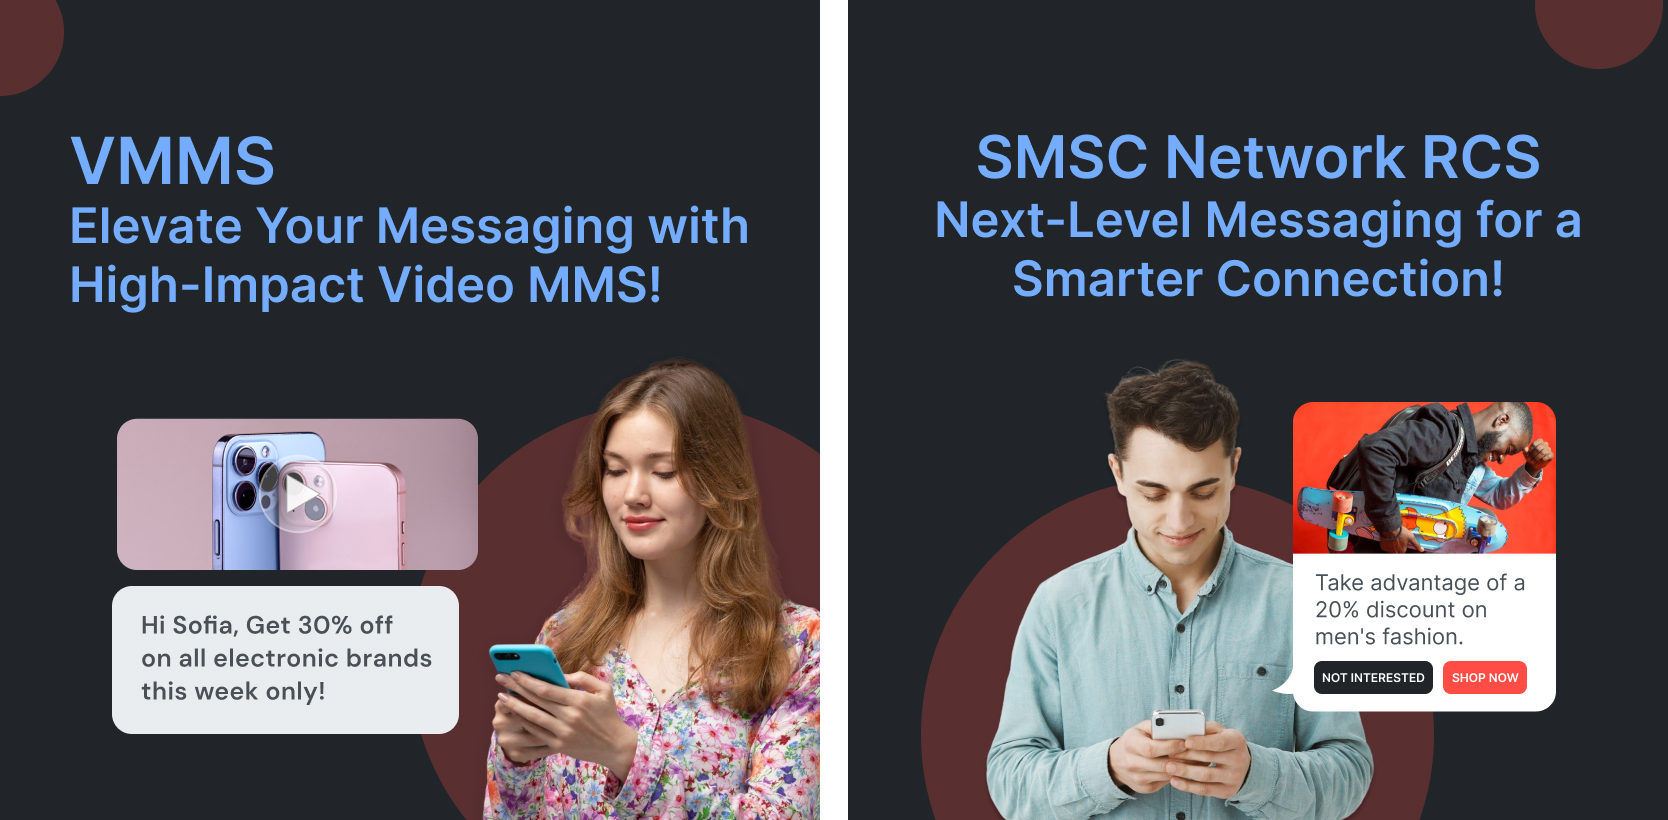 VMMS
Elevate Your Messaging with
High-Impact Video MMS!
Hi Sofia, Get 30% off
on all electronic brands
this week only!
SMSC Network RCS
Next-Level Messaging for a
Smarter Connection!
Take advantage of a
20% discount on
men's fashion.
NOT INTERESTED
SHOP NOW